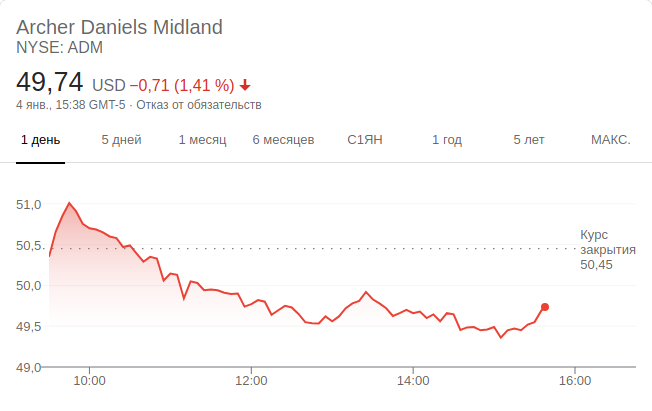 Archer Daniels Midland
NYSE: ADM
49,74 USD −0,71 (1,41 %)
4 янв., 15:38 GMT-5 · Отказ от обязательств
1 день 5 дней 1 месяц 6 месяцев С1ЯН 1 год 5 лет МАКС.
51,0
Курс
50,5 закрытия
50,45
50,0
49,5
49,0
10:00 12:00 14:00 16:00